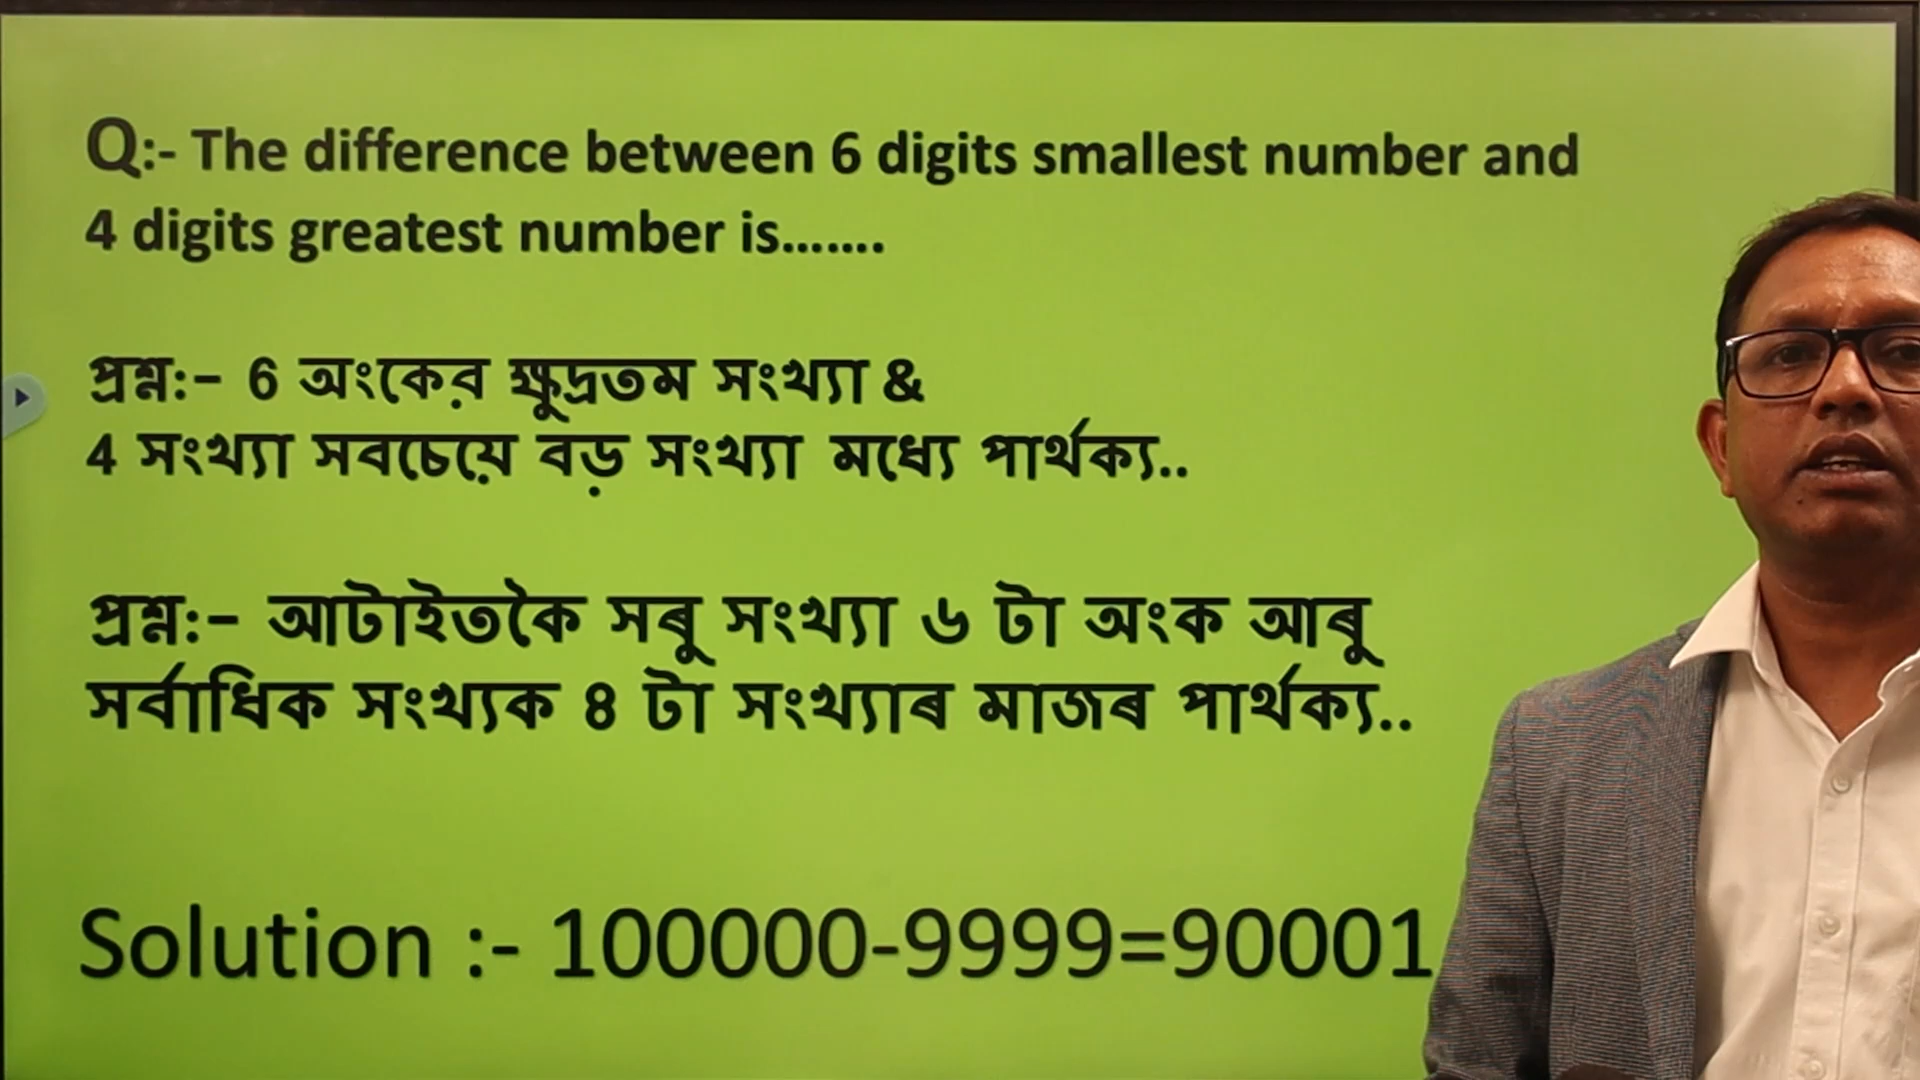 Q:- The difference between 6 digits smallest number and
4 digits greatest number is.......
প্রশ্ন:- 6 অংকের ক্ষুদ্রতম সংখ্যা &
4 সংখ্যা সবচেয়ে বড় সংখ্যা মধ্যে পার্থক্য..
প্রশ্ন:- আটাইতকৈ সৰু সংখ্যা ৬ টা অংক আৰু
সর্বাধিক সংখ্যক 8 টা সংখ্যাৰ মাজৰ পার্থক্য..
Solution :- 100000-9999=90001